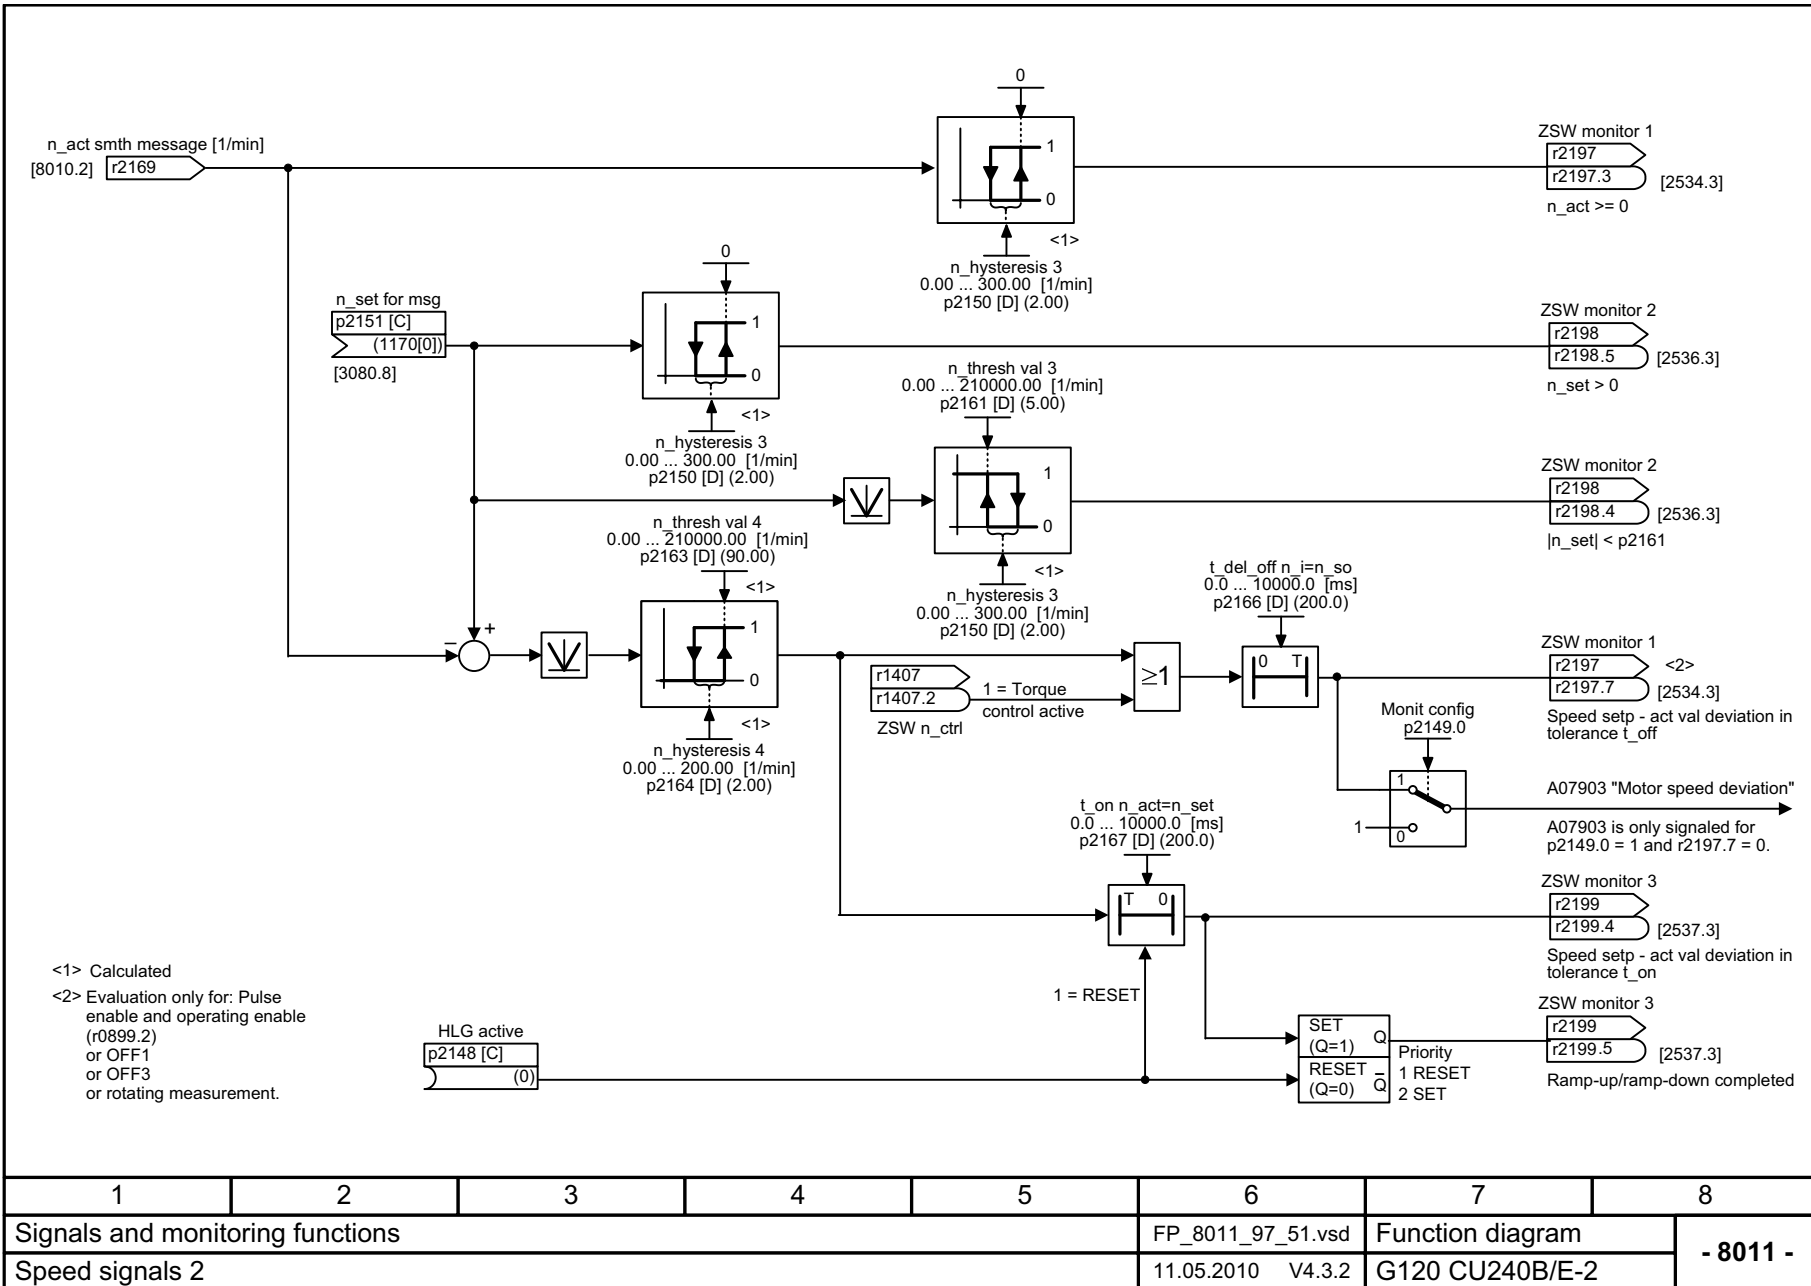 0
n_act smth message [1/min]
[8010.2] r2169
1
0
<1>
n_hysteresis 3
0.00 ... 300.00 [1/min]
p2150 [D] (2.00)
ZSW monitor 1
r2197
r2197.3 [2534.3]
n_act >= 0
0
n_set for msg
p2151 [C]
(1170[0])
[3080.8]
1
0
<1>
n_hysteresis 3
0.00 ... 300.00 [1/min]
p2150 [D] (2.00)
ZSW monitor 2
r2198
r2198.5 [2536.3]
n_set > 0
n_thresh val 3
0.00 ... 210000.00 [1/min]
p2161 [D] (5.00)
1
0
<1>
n_hysteresis 3
0.00 ... 300.00 [1/min]
p2150 [D] (2.00)
ZSW monitor 2
r2198
r2198.4 [2536.3]
|n_set| < p2161
n_thresh val 4
0.00 ... 210000.00 [1/min]
p2163 [D] (90.00)
<1>
+
−
1
0
<1>
n_hysteresis 4
0.00 ... 200.00 [1/min]
p2164 [D] (2.00)
r1407
r1407.2
ZSW n_ctrl
1 = Torque
control active
≥1
t_del_off n_i=n_so
0.0 ... 10000.0 [ms]
p2166 [D] (200.0)
0 T
ZSW monitor 1
r2197 <2>
r2197.7 [2534.3]
Speed setp - act val deviation in
tolerance t_off
Monit config
p2149.0
1
1
0
A07903 "Motor speed deviation"
A07903 is only signaled for
p2149.0 = 1 and r2197.7 = 0.
t_on n_act=n_set
0.0 ... 10000.0 [ms]
p2167 [D] (200.0)
T 0
ZSW monitor 3
r2199
r2199.4 [2537.3]
Speed setp - act val deviation in
tolerance t_on
1 = RESET
HLG active
p2148 [C]
(0)
SET
(Q=1) Q
RESET
(Q=0) Q̅
Priority
1 RESET
2 SET
ZSW monitor 3
r2199
r2199.5 [2537.3]
Ramp-up/ramp-down completed
<1> Calculated
<2> Evaluation only for: Pulse
enable and operating enable
(r0899.2)
or OFF1
or OFF3
or rotating measurement.
1 2 3 4 5 6 7 8
Signals and monitoring functions FP_8011_97_51.vsd Function diagram - 8011 -
Speed signals 2 11.05.2010 V4.3.2 G120 CU240B/E-2